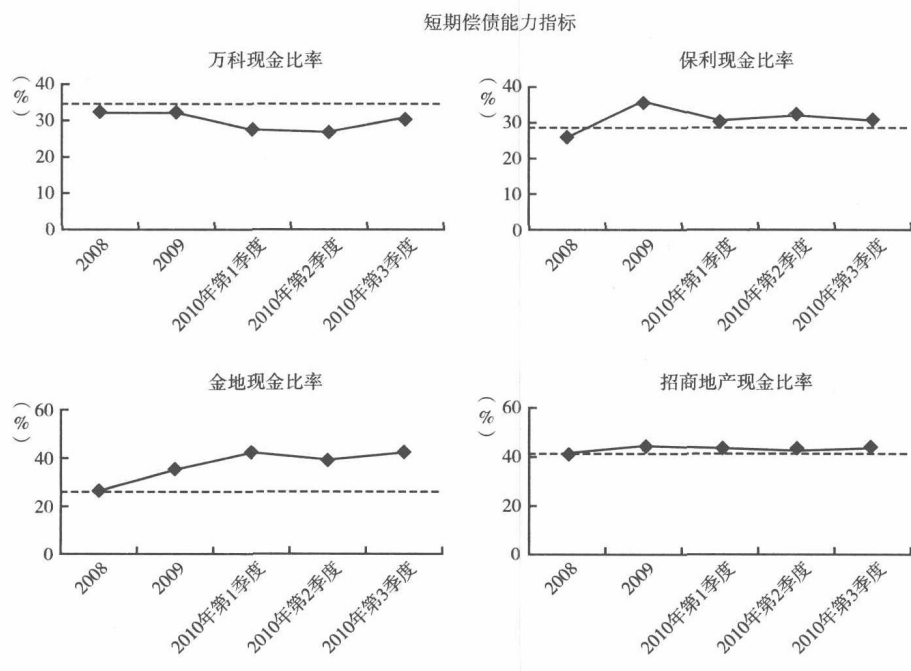 短期偿债能力指标
万科现金比率
(%)
40
30
20
10
0
2008
2009
2010年第1季度
2010年第2季度
2010年第3季度
保利现金比率
(%)
40
30
20
10
0
2008
2009
2010年第1季度
2010年第2季度
2010年第3季度
金地现金比率
(%)
60
40
20
0
2008
2009
2010年第1季度
2010年第2季度
2010年第3季度
招商地产现金比率
(%)
60
40
20
0
2008
2009
2010年第1季度
2010年第2季度
2010年第3季度